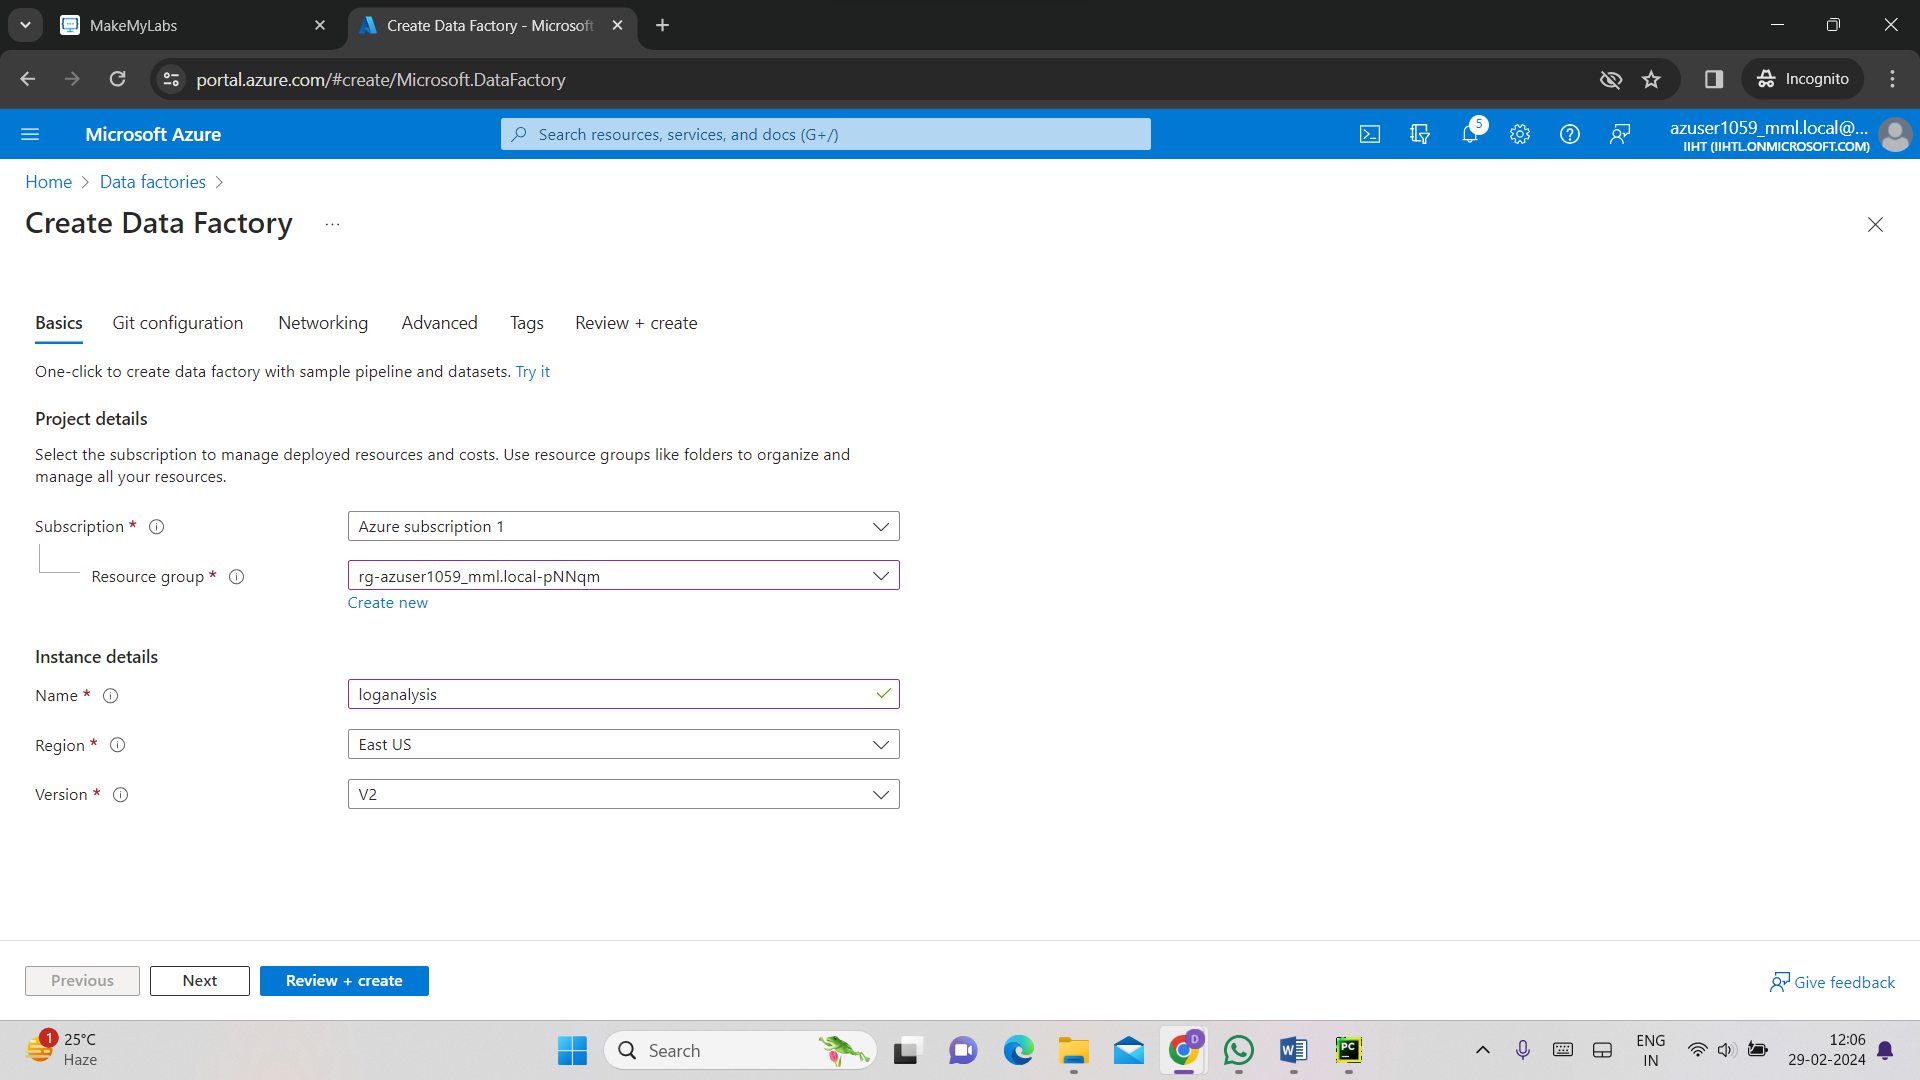 MakeMyLabs
Create Data Factory - Microsoft
portal.azure.com/#create/Microsoft.DataFactory
Incognito
Microsoft Azure
Search resources, services, and docs (G+/)
5
azuser1059_mml.local@...
IIHT (IIHTL.ONMICROSOFT.COM)
Home
Data factories
Create Data Factory
...
Basics
Git configuration
Networking
Advanced
Tags
Review + create
One-click to create data factory with sample pipeline and datasets. Try it
Project details
Select the subscription to manage deployed resources and costs. Use resource groups like folders to organize and
manage all your resources.
Subscription *
Azure subscription 1
Resource group *
rg-azuser1059_mml.local-pNNqm
Create new
Instance details
Name *
loganalysis
Region *
East US
Version *
V2
Previous
Next
Review + create
Give feedback
1
25°C
Haze
Search
D
W
PC
ENG
IN
12:06
29-02-2024